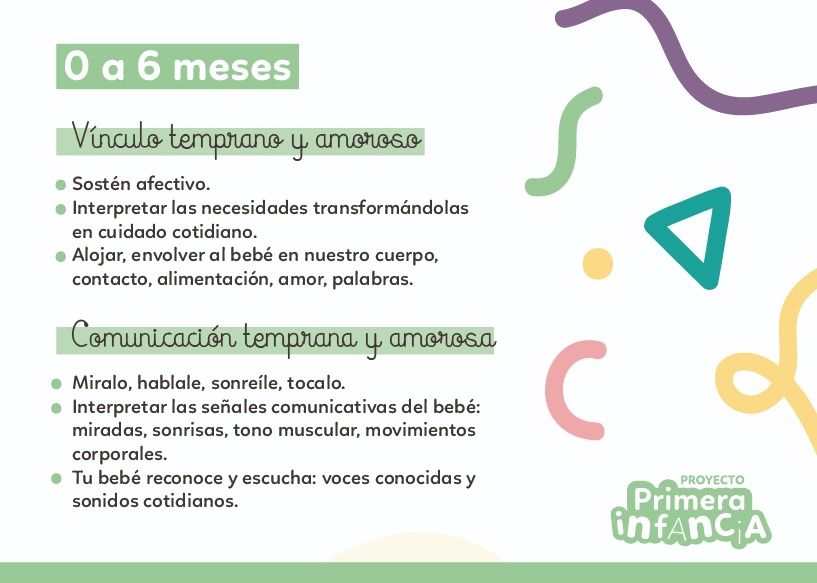 0 a 6 meses
Vínculo temprano y amoroso
Sostén afectivo.
Interpretar las necesidades transformándolas
en cuidado cotidiano.
Alojar, envolver al bebé en nuestro cuerpo,
contacto, alimentación, amor, palabras.
Comunicación temprana y amorosa
Miralo, hablale, sonreíle, tocalo.
Interpretar las señales comunicativas del bebé:
miradas, sonrisas, tono muscular, movimientos
corporales.
Tu bebé reconoce y escucha: voces conocidas y
sonidos cotidianos.
PROYECTO
Primera
infAnCiA